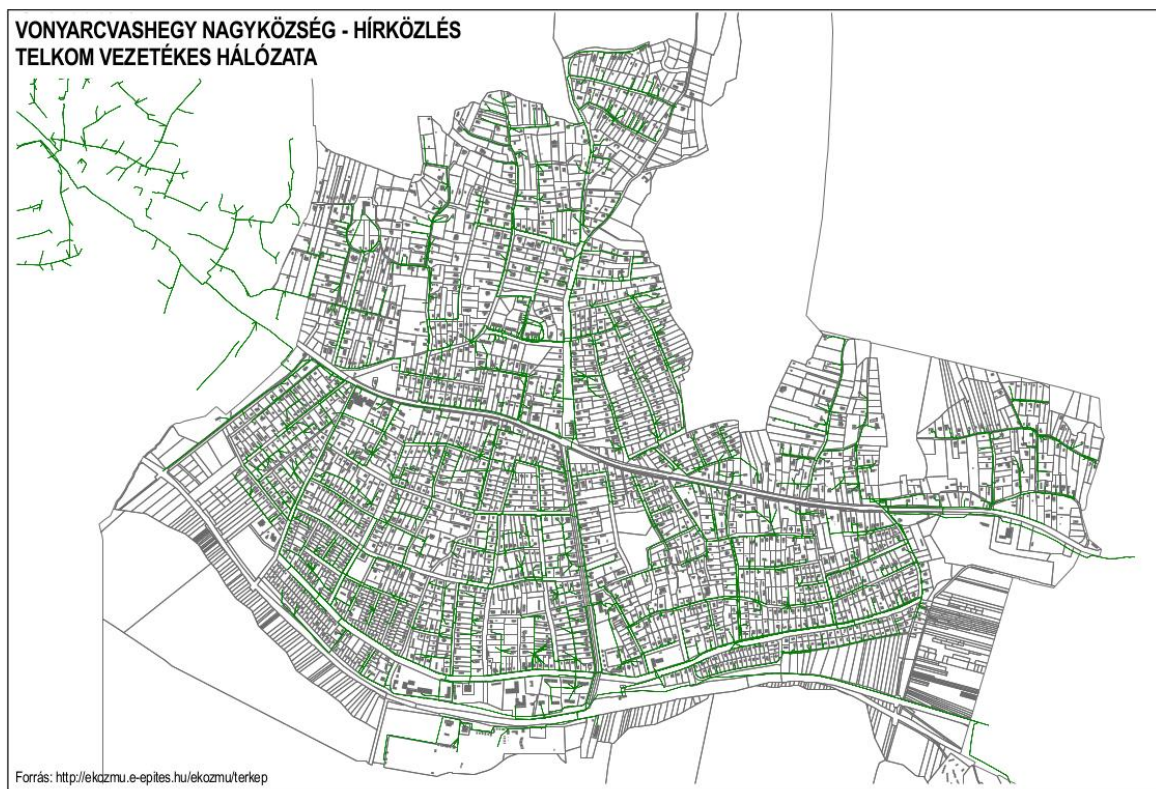 VONYARCVASHEGY NAGYKÖZSÉG - HÍRKÖZLÉS
TELKOM VEZETÉKES HÁLÓZATA
Forrás: http://ekozmu.e-epites.hu/ekozmu/terkep